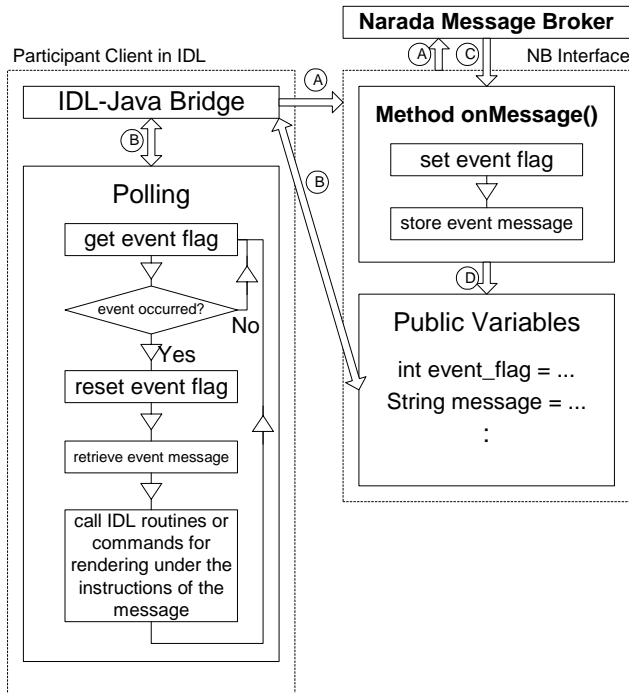 Narada Message Broker
Participant Client in IDL
A
C
NB Interface
IDL-Java Bridge
A
B
B
Method onMessage()
set event flag
store event message
D
Polling
get event flag
event occurred?
No
Yes
reset event flag
retrieve event message
call IDL routines or
commands for
rendering under the
instructions of the
message
Public Variables
int event_flag = ...
String message = ...
: